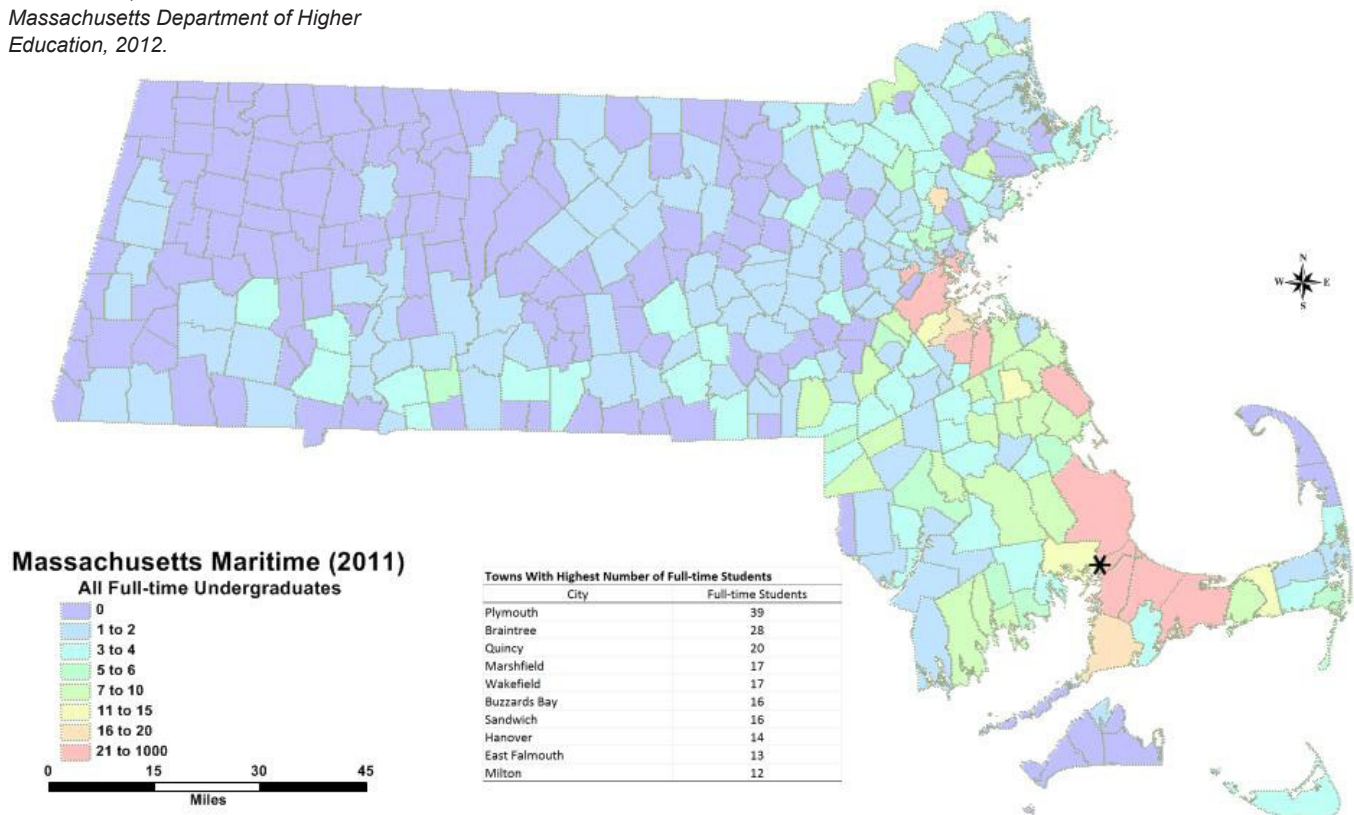 Massachusetts Department of Higher
Education, 2012.
N
W E
S
Massachusetts Maritime (2011)
All Full-time Undergraduates
0
1 to 2
3 to 4
5 to 6
7 to 10
11 to 15
16 to 20
21 to 1000
0 15 30 45
Miles
Towns With Highest Number of Full-time Students
City Full-time Students
Plymouth 39
Braintree 28
Quincy 20
Marshfield 17
Wakefield 17
Buzzards Bay 16
Sandwich 16
Hanover 14
East Falmouth 13
Milton 12